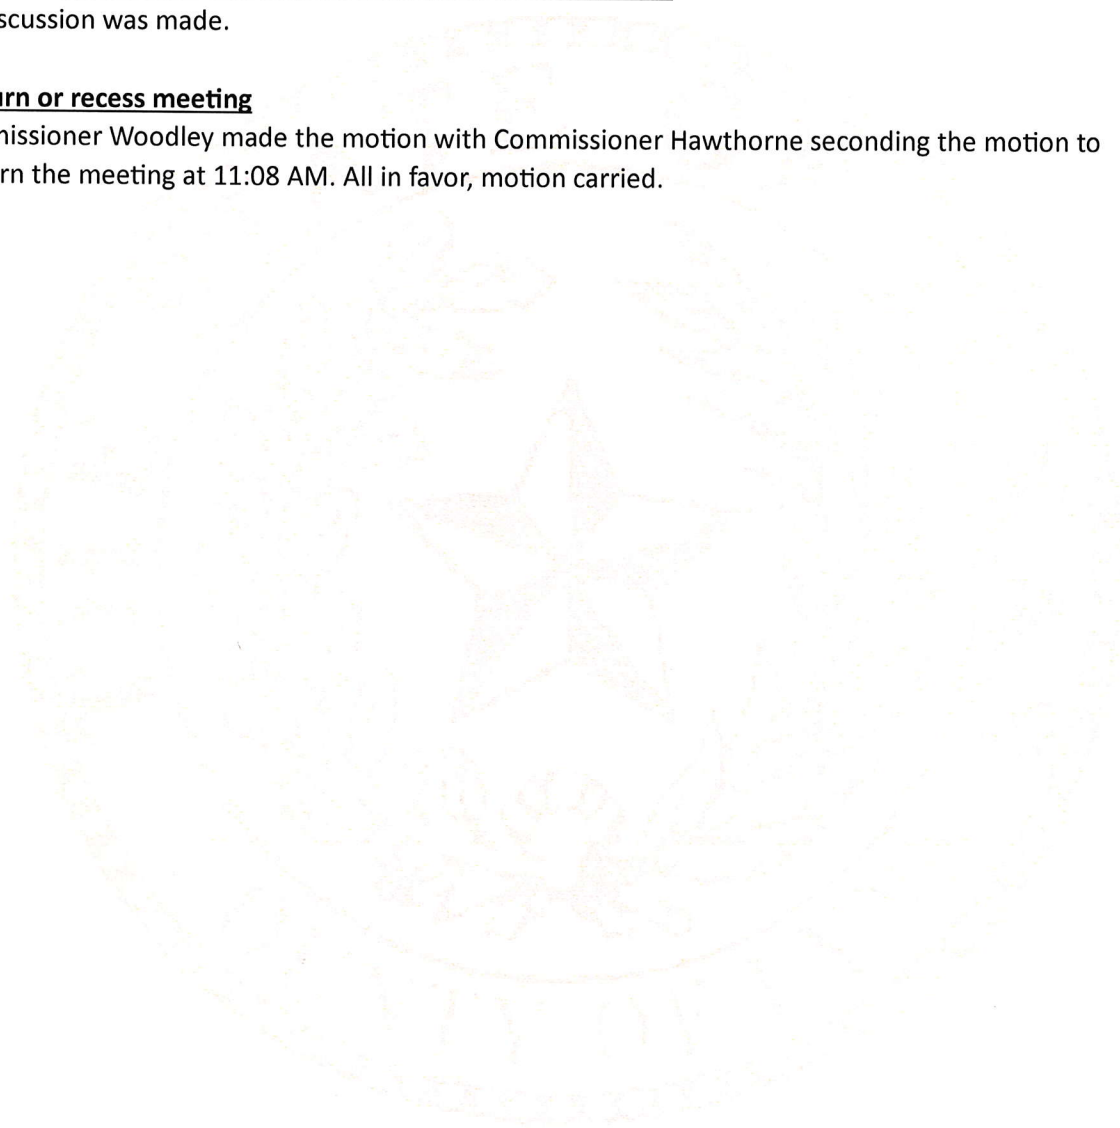 scussion was made.
rn or recess meeting
issioner Woodley made the motion with Commissioner Hawthorne seconding the motion to
rn the meeting at 11:08 AM. All in favor, motion carried.